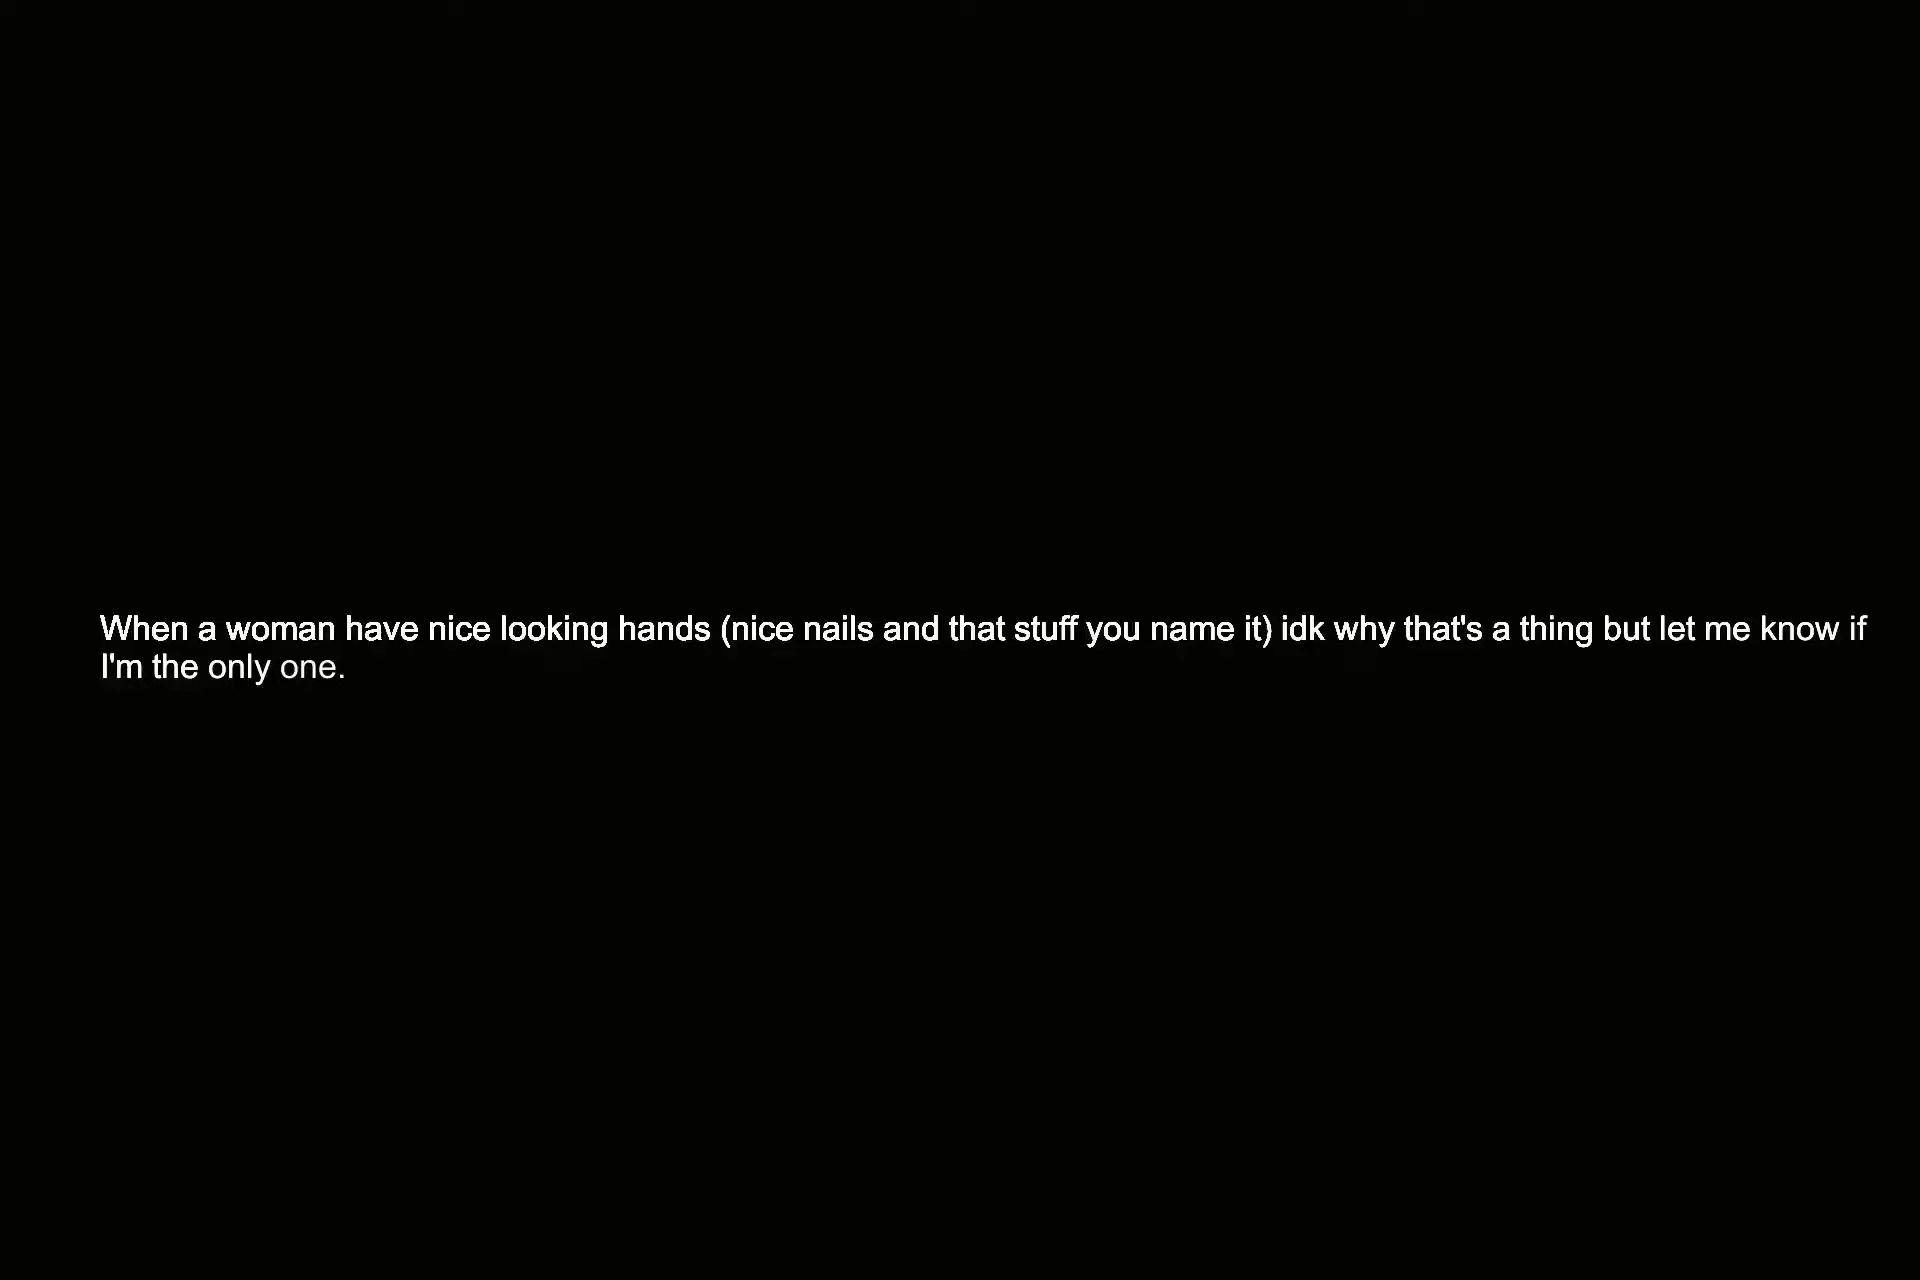 When a woman have nice looking hands (nice nails and that stuff you name it) idk why that's a thing but let me know if
I'm the only one.